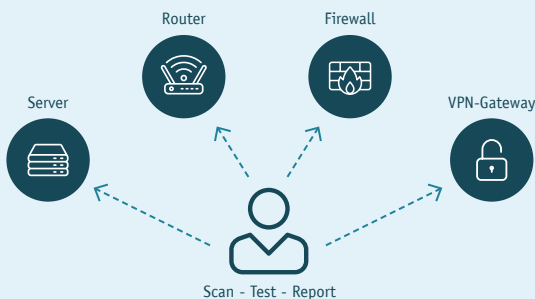 Router
Firewall
Server
VPN-Gateway
Scan - Test - Report